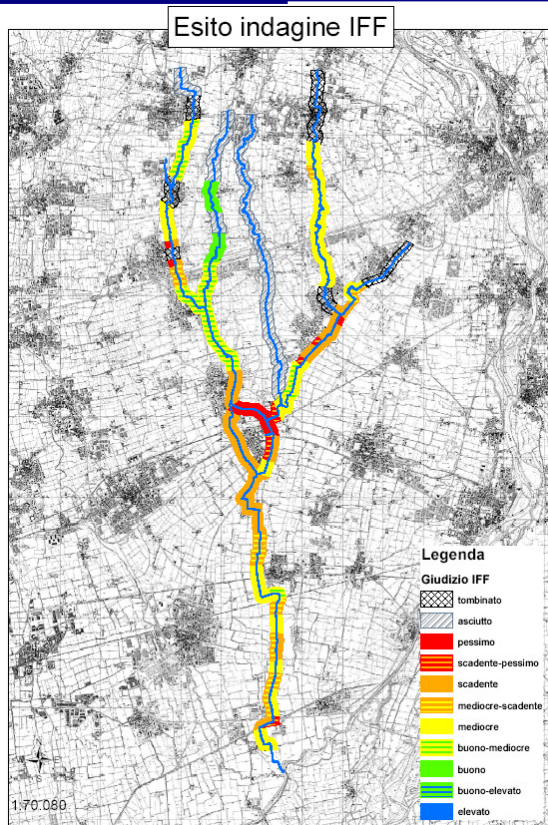 Esito indagine IFF
Legenda
Giudizio IFF
tombinato
asciutto
pessimo
scadente-pessimo
scadente
mediocre-scadente
mediocre
buono-mediocre
buono
buono-elevato
elevato
1:70.080